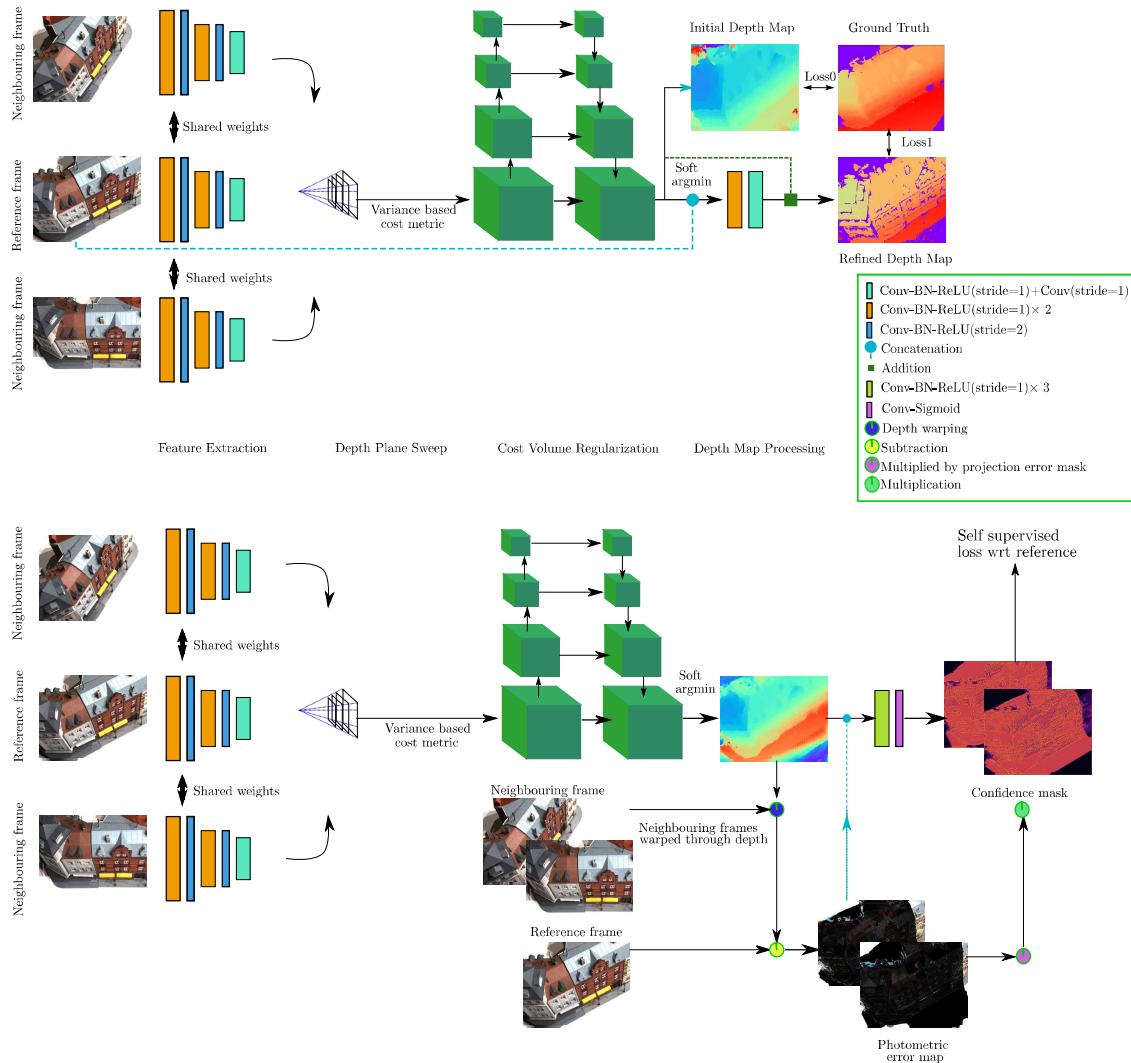 Neighbouring frame
Shared weights
Reference frame
Shared weights
Neighbouring frame
Variance based
cost metric
Initial Depth Map
Ground Truth
Loss0
Loss1
Soft
argmin
Refined Depth Map
Conv-BN-ReLU(stride=1)+Conv(stride=1)
Conv-BN-ReLU(stride=1)× 2
Conv-BN-ReLU(stride=2)
Concatenation
Addition
Conv-BN-ReLU(stride=1)× 3
Conv-Sigmoid
Depth warping
Subtraction
Multiplied by projection error mask
Multiplication
Feature Extraction
Depth Plane Sweep
Cost Volume Regularization
Depth Map Processing
Neighbouring frame
Shared weights
Reference frame
Shared weights
Neighbouring frame
Variance based
cost metric
Soft
argmin
Self supervised
loss wrt reference
Confidence mask
Neighbouring frame
Neighbouring frames
warped through depth
Reference frame
Photometric
error map